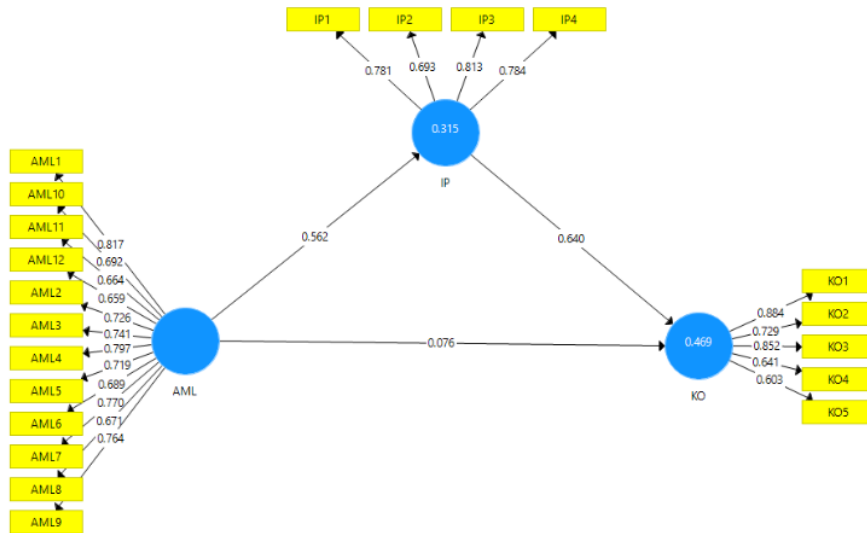 IP1
IP2
IP3
IP4
0.781
0.693
0.813
0.784
0.315
IP
AML1
AML10
AML11
AML12
AML2
AML3
AML4
AML5
AML6
AML7
AML8
AML9
0.817
0.692
0.664
0.659
0.726
0.741
0.797
0.719
0.689
0.770
0.671
0.764
AML
0.562
0.640
0.076
0.469
KO
0.884
0.729
0.852
0.641
0.603
KO1
KO2
KO3
KO4
KO5